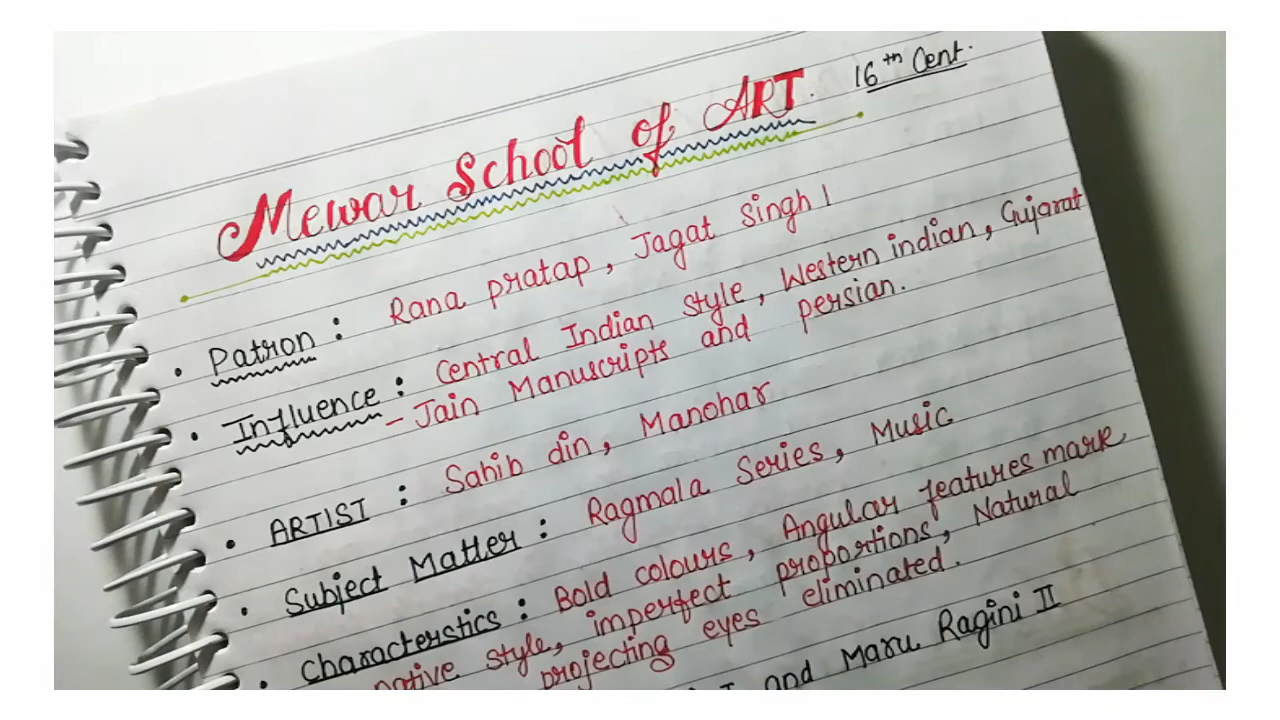 Mewar School of ART. 16th Cent.
• Patron : Rana pratap, Jagat Singh 1
• Influence : Central Indian style, Western indian, Gujarat
- Jain Manuscripts and persian.
• ARTIST : Sahib din, Manohar
• Subject Matter : Ragmala Series, Music
• Characterstics : Bold colours, Angular features mark
native style, imperfect proportions, Natural
projecting eyes eliminated.
and Maru Ragini II